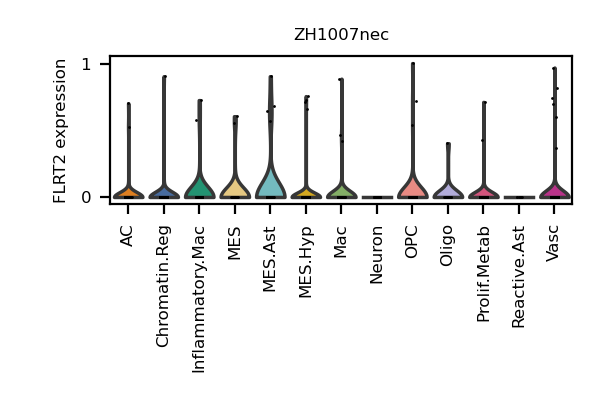 ZH1007nec
FLRT2 expression
1
0
AC
Chromatin.Reg
Inflammatory.Mac
MES
MES.Ast
MES.Hyp
Mac
Neuron
OPC
Oligo
Prolif.Metab
Reactive.Ast
Vasc